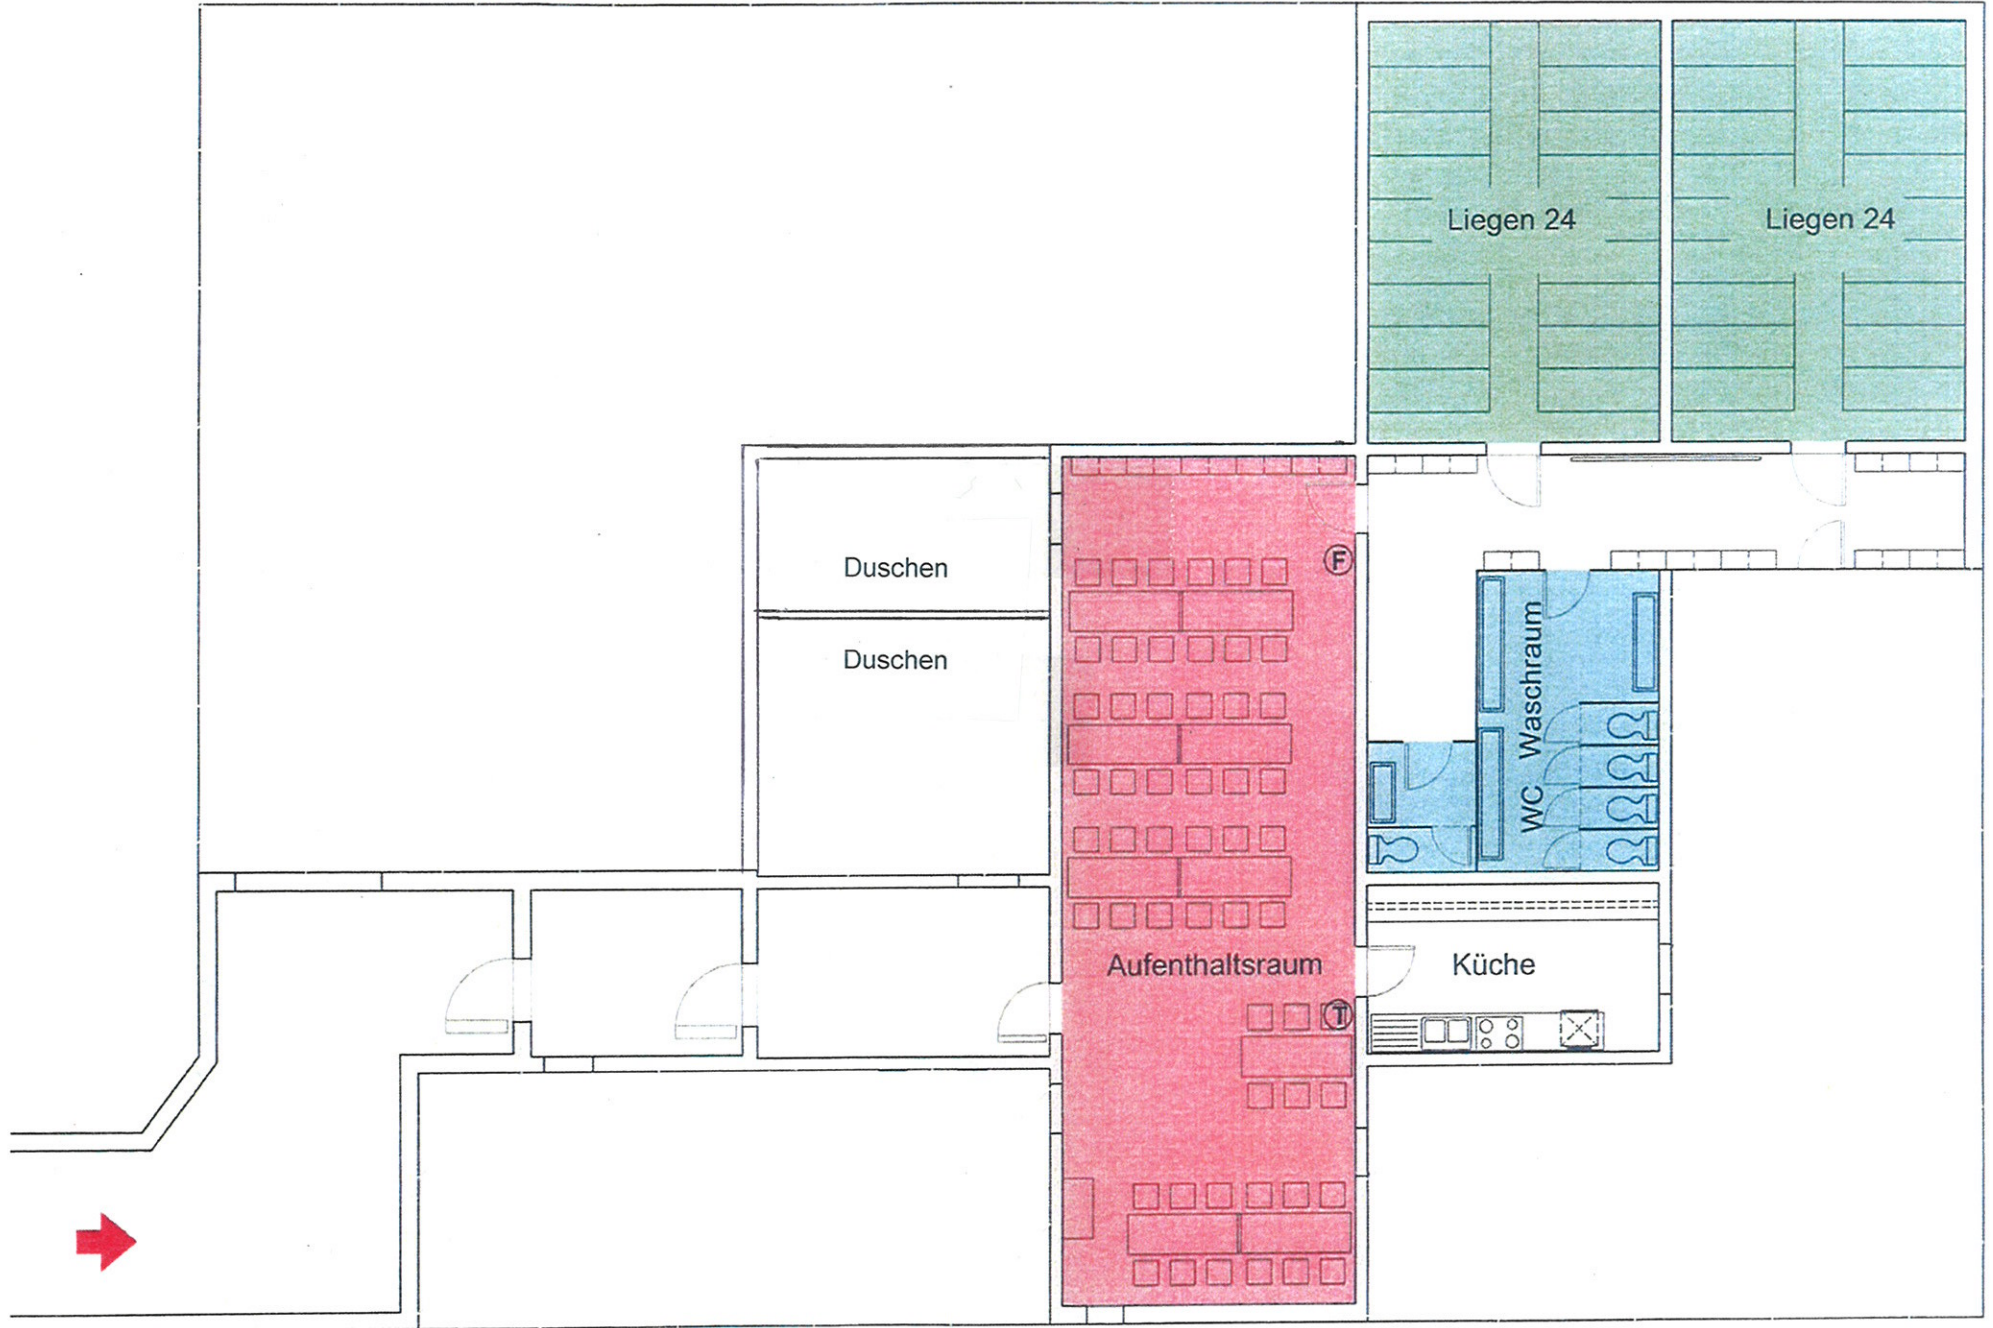 Liegen 24
Liegen 24
Duschen
Duschen
F
WC Waschraum
Aufenthaltsraum
Küche
T